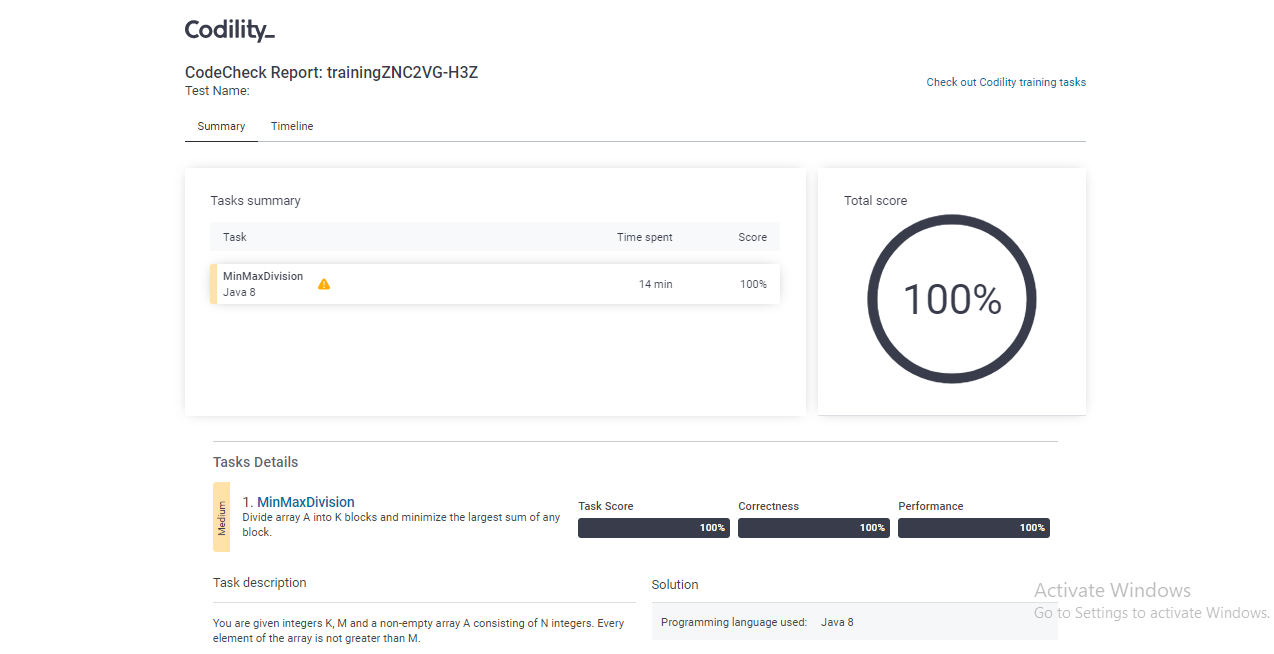 Codility_
CodeCheck Report: trainingZNC2VG-H3Z
Test Name:
Check out Codility training tasks
Summary Timeline
Tasks summary
Task Time spent Score
MinMaxDivision
Java 8
14 min 100%
Total score
100%
Tasks Details
Medium
1. MinMaxDivision
Divide array A into K blocks and minimize the largest sum of any
block.
Task Score Correctness Performance
100% 100% 100%
Task description
You are given integers K, M and a non-empty array A consisting of N integers. Every
element of the array is not greater than M.
Solution
Programming language used: Java 8
Activate Windows
Go to Settings to activate Windows.